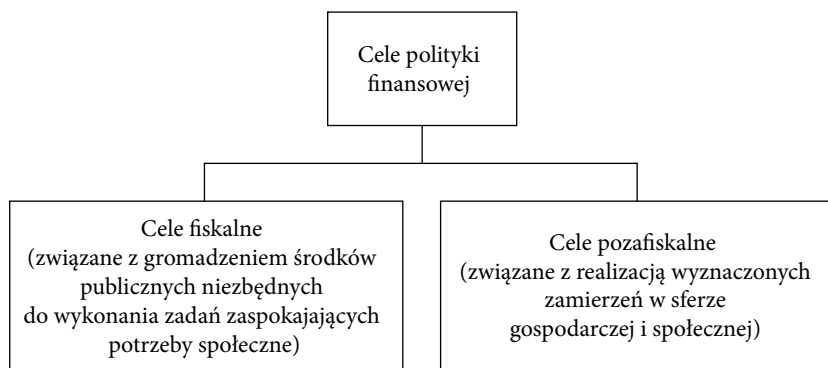 Cele polityki
finansowej
Cele fiskalne
(związane z gromadzeniem środków
publicznych niezbędnych
do wykonania zadań zaspokajających
potrzeby społeczne)
Cele pozafiskalne
(związane z realizacją wyznaczonych
zamierzeń w sferze
gospodarczej i społecznej)